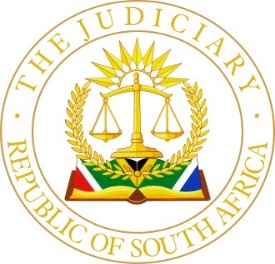 · THE JUDICIARY ·
REPUBLIC OF SOUTH AFRICA